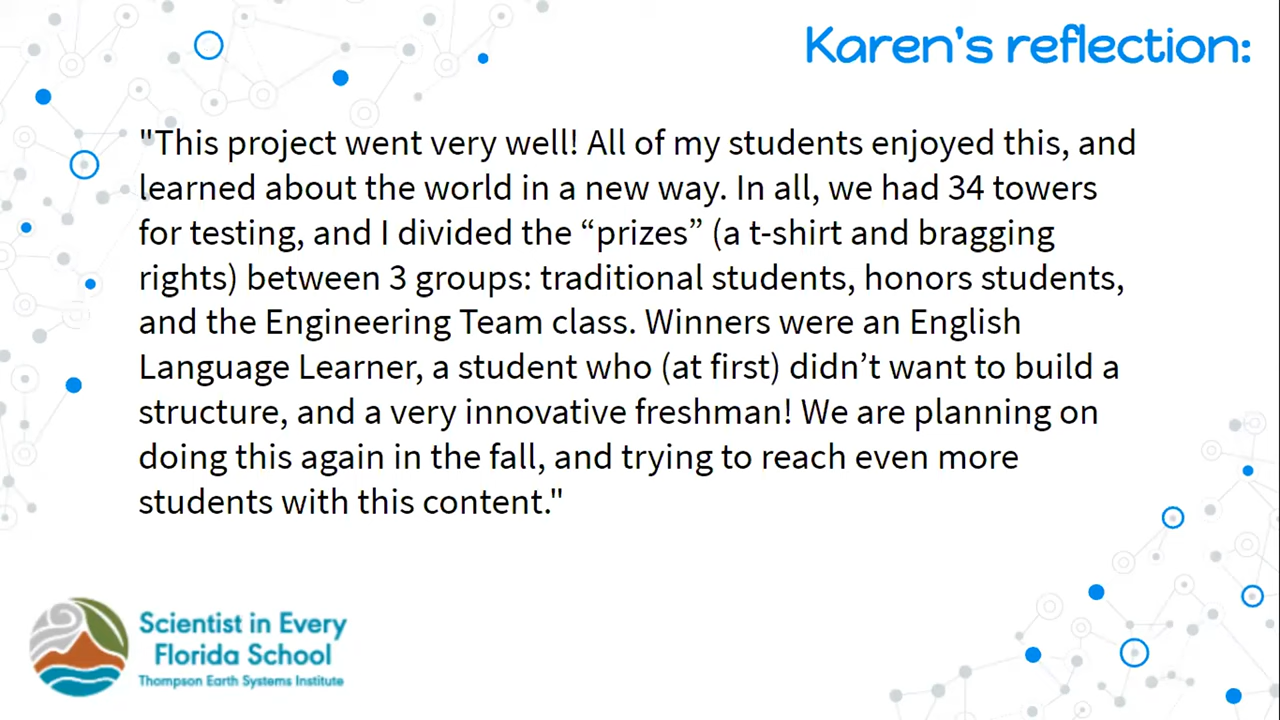 Karen's reflection:
"This project went very well! All of my students enjoyed this, and
learned about the world in a new way. In all, we had 34 towers
for testing, and I divided the “prizes” (a t-shirt and bragging
rights) between 3 groups: traditional students, honors students,
and the Engineering Team class. Winners were an English
Language Learner, a student who (at first) didn’t want to build a
structure, and a very innovative freshman! We are planning on
doing this again in the fall, and trying to reach even more
students with this content."
Scientist in Every
Florida School
Thompson Earth Systems Institute